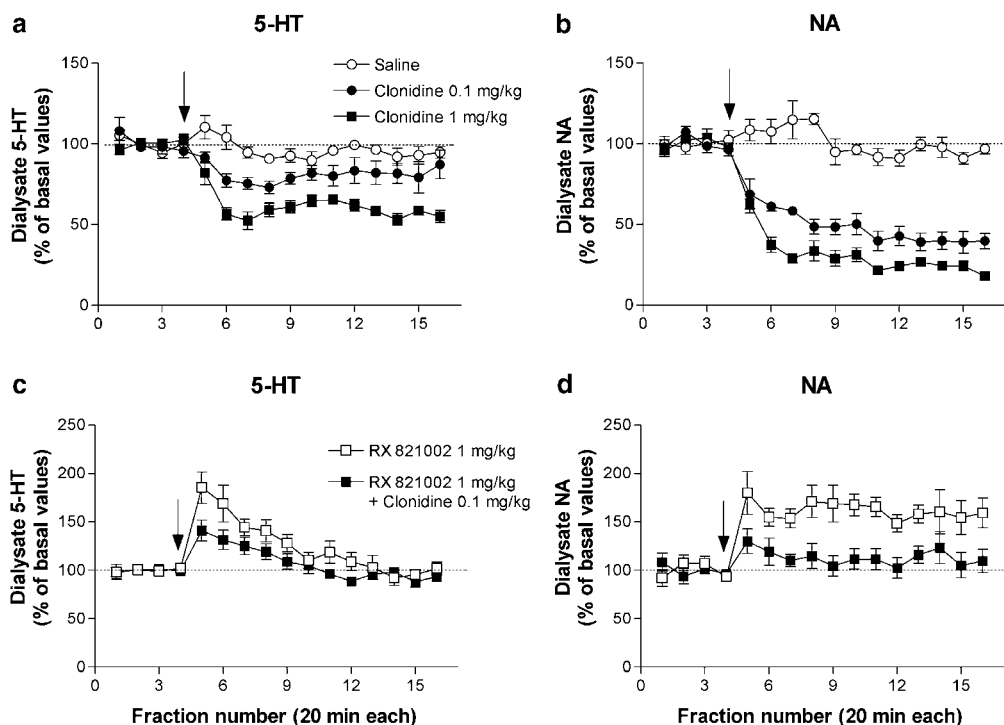 a
5-HT
Dialysate 5-HT
(% of basal values)
150
100
50
0
0
3
6
9
12
15
Saline
Clonidine 0.1 mg/kg
Clonidine 1 mg/kg
b
NA
Dialysate NA
(% of basal values)
150
100
50
0
0
3
6
9
12
15
c
5-HT
Dialysate 5-HT
(% of basal values)
250
200
150
100
50
0
0
3
6
9
12
15
RX 821002 1 mg/kg
RX 821002 1 mg/kg
+ Clonidine 0.1 mg/kg
Fraction number (20 min each)
d
NA
Dialysate NA
(% of basal values)
250
200
150
100
50
0
0
3
6
9
12
15
Fraction number (20 min each)